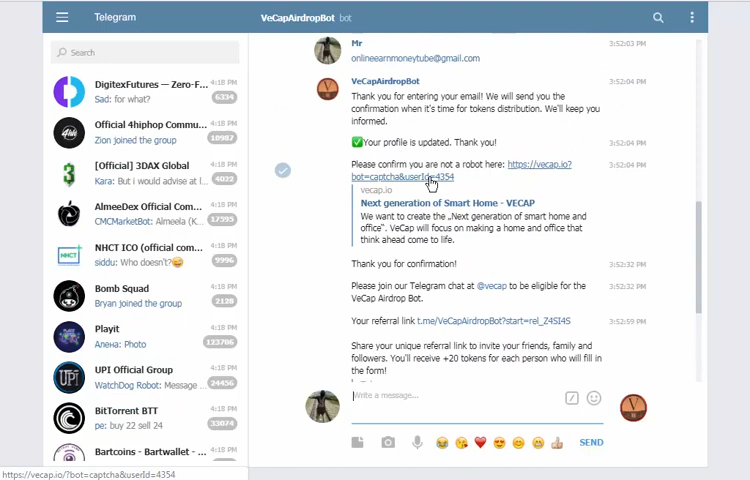 Telegram
VeCapAirdropBot bot
Search
DigitexFutures — Zero-F... 4:18 PM
Sad: for what? 6334
Official 4hiphop Commu... 4:18 PM
Zion joined the group 10987
[Official] 3DAX Global 4:18 PM
Kara: But i would advise at l...
AlmeeDex Official Comm... 4:18 PM
CMCMarketBot: Almeela (K... 17595
NHCT ICO (official com... 4:18 PM
siddu: Who doesn't?😅 9996
Bomb Squad 4:18 PM
Bryan joined the group 2128
Playit 4:18 PM
Алена: Photo 123786
UPI Official Group 4:18 PM
WatchDog Robot: Message ... 24456
BitTorrent BTT 4:18 PM
pe: buy 22 sell 24 33074
Bartcoins - Bartwallet -... 4:18 PM
Mr 3:52:03 PM
onlineearnmoneytube@gmail.com
VeCapAirdropBot 3:52:04 PM
Thank you for entering your email! We will send you the
confirmation when it's time for tokens distribution. We'll keep you
informed.
✅Your profile is updated. Thank you! 3:52:04 PM
Please confirm you are not a robot here: https://vecap.io? 3:52:04 PM
bot=captcha&userId=4354
vecap.io
Next generation of Smart Home - VECAP
We want to create the „Next generation of smart home and
office“. VeCap will focus on making a home and office that
think ahead come to life.
Thank you for confirmation! 3:52:32 PM
Please join our Telegram chat at @vecap to be eligible for the 3:52:32 PM
VeCap Airdrop Bot.
Your referral link t.me/VeCapAirdropBot?start=rel_Z4SI4S 3:52:59 PM
Share your unique referral link to invite your friends, family and
followers. You'll receive +20 tokens for each person who will fill in
the form!
Write a message...
SEND
https://vecap.io/?bot=captcha&userId=4354